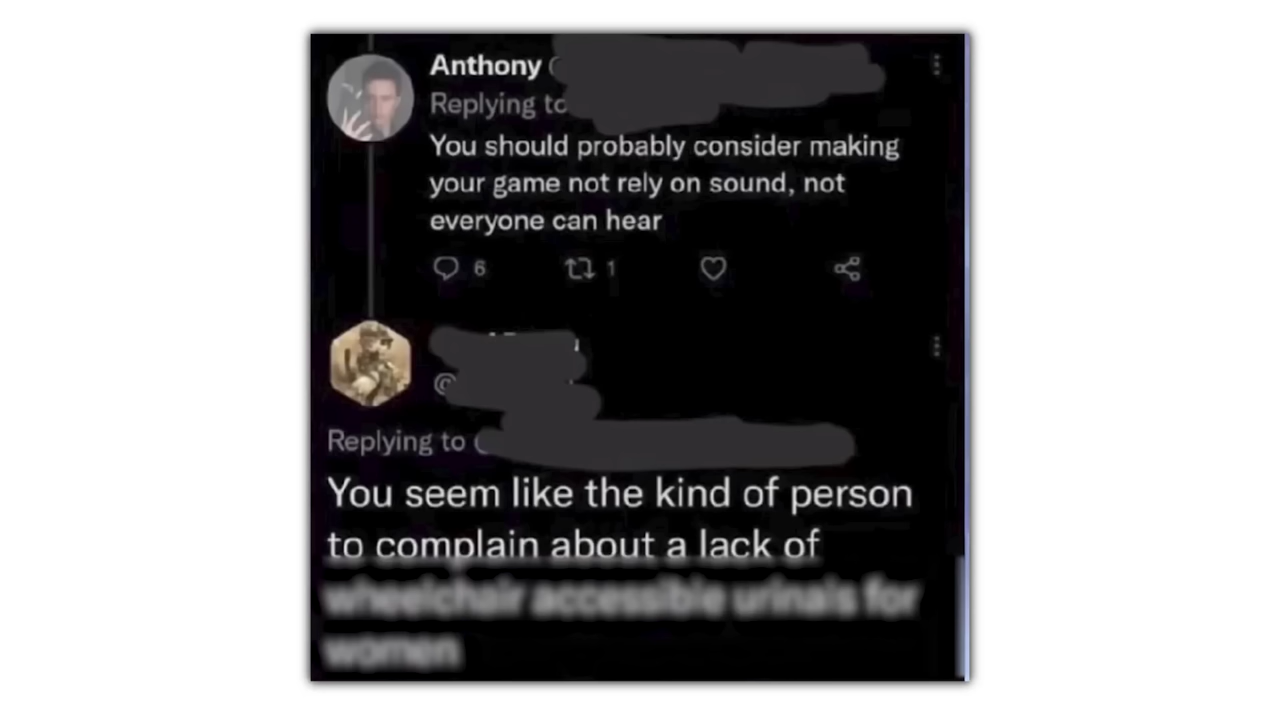 Anthony
Replying to
You should probably consider making
your game not rely on sound, not
everyone can hear
6 1
@
Replying to
You seem like the kind of person
to complain about a lack of
wheelchair accessible urinals for
women